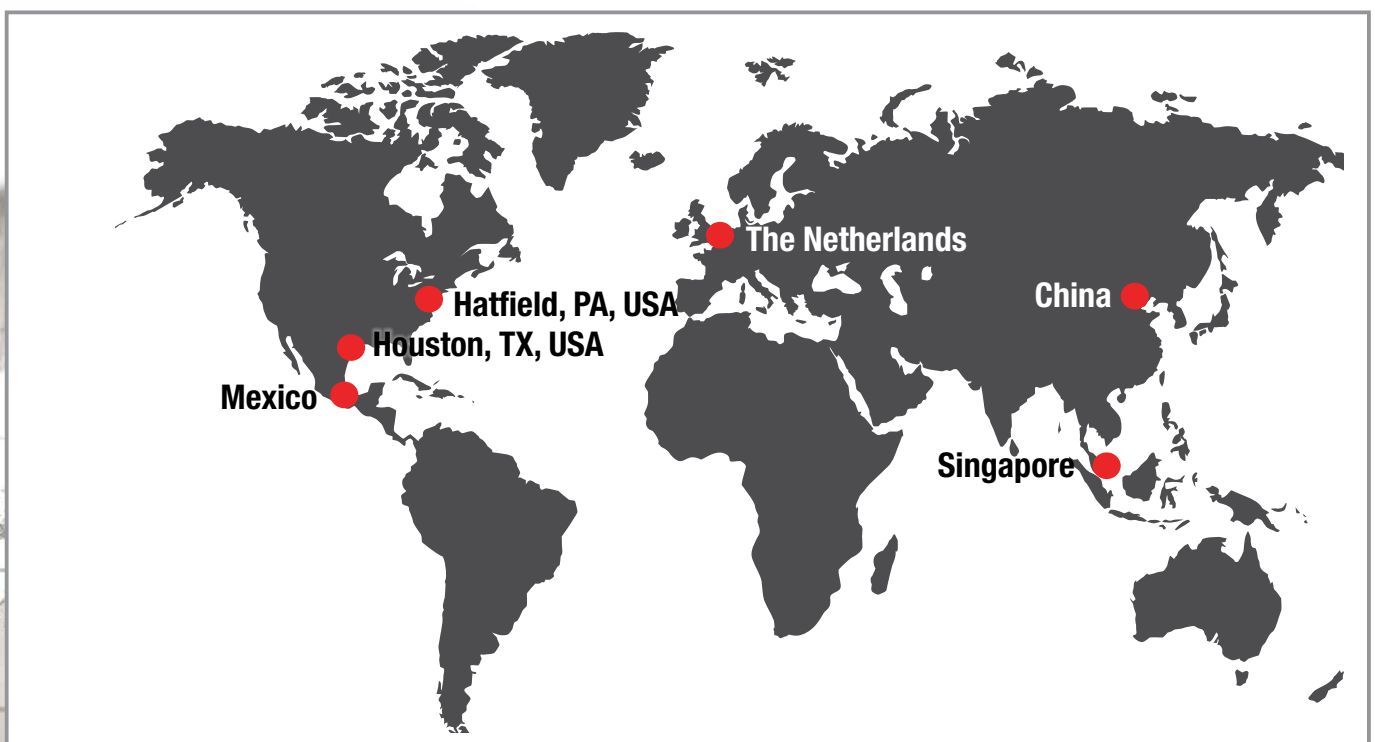 The Netherlands
China
Hatfield, PA, USA
Houston, TX, USA
Mexico
Singapore